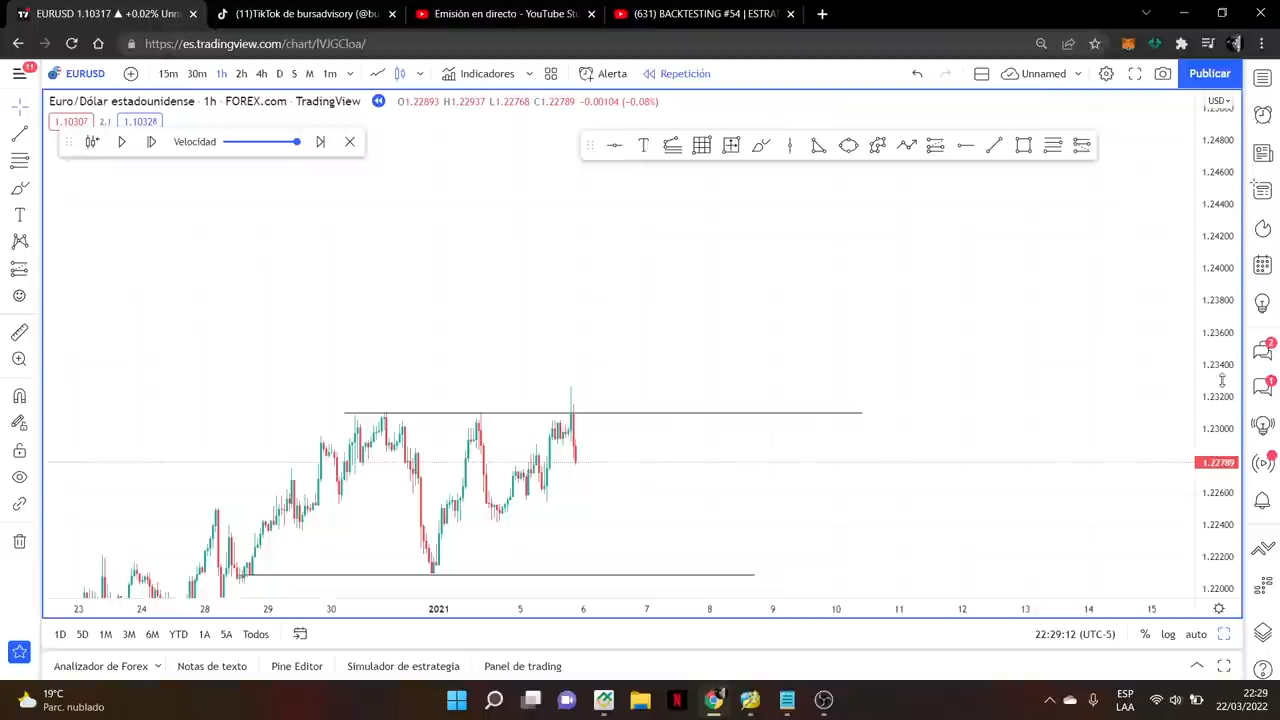 EURUSD 1.10317 ▲ +0.02% Unn
(11)TikTok de bursadvisory (@bu
Emisión en directo - YouTube Stu
(631) BACKTESTING #54 | ESTRAT
https://es.tradingview.com/chart/lVJGCloa/
11
EURUSD
15m 30m 1h 2h 4h D S M 1m
Indicadores
Alerta
Repetición
Unnamed
Publicar
Euro/Dólar estadounidense · 1h · FOREX.com · TradingView
O1.22893 H1.22937 L1.22768 C1.22789 -0.00104 (-0.08%)
USD
1.10307 2.1 1.10328
Velocidad
1.24800
1.24600
1.24400
1.24200
1.24000
1.23800
1.23600
1.23400
1.23200
1.23000
1.22789
1.22600
1.22400
1.22200
1.22000
2
1
23 24 28 29 30 2021 5 6 7 8 9 10 11 12 13 14 15
1D 5D 1M 3M 6M YTD 1A 5A Todos
22:29:12 (UTC-5) % log auto
Analizador de Forex Notas de texto Pine Editor Simulador de estrategia Panel de trading
19°C
Parc. nublado
ESP
LAA
22:29
22/03/2022